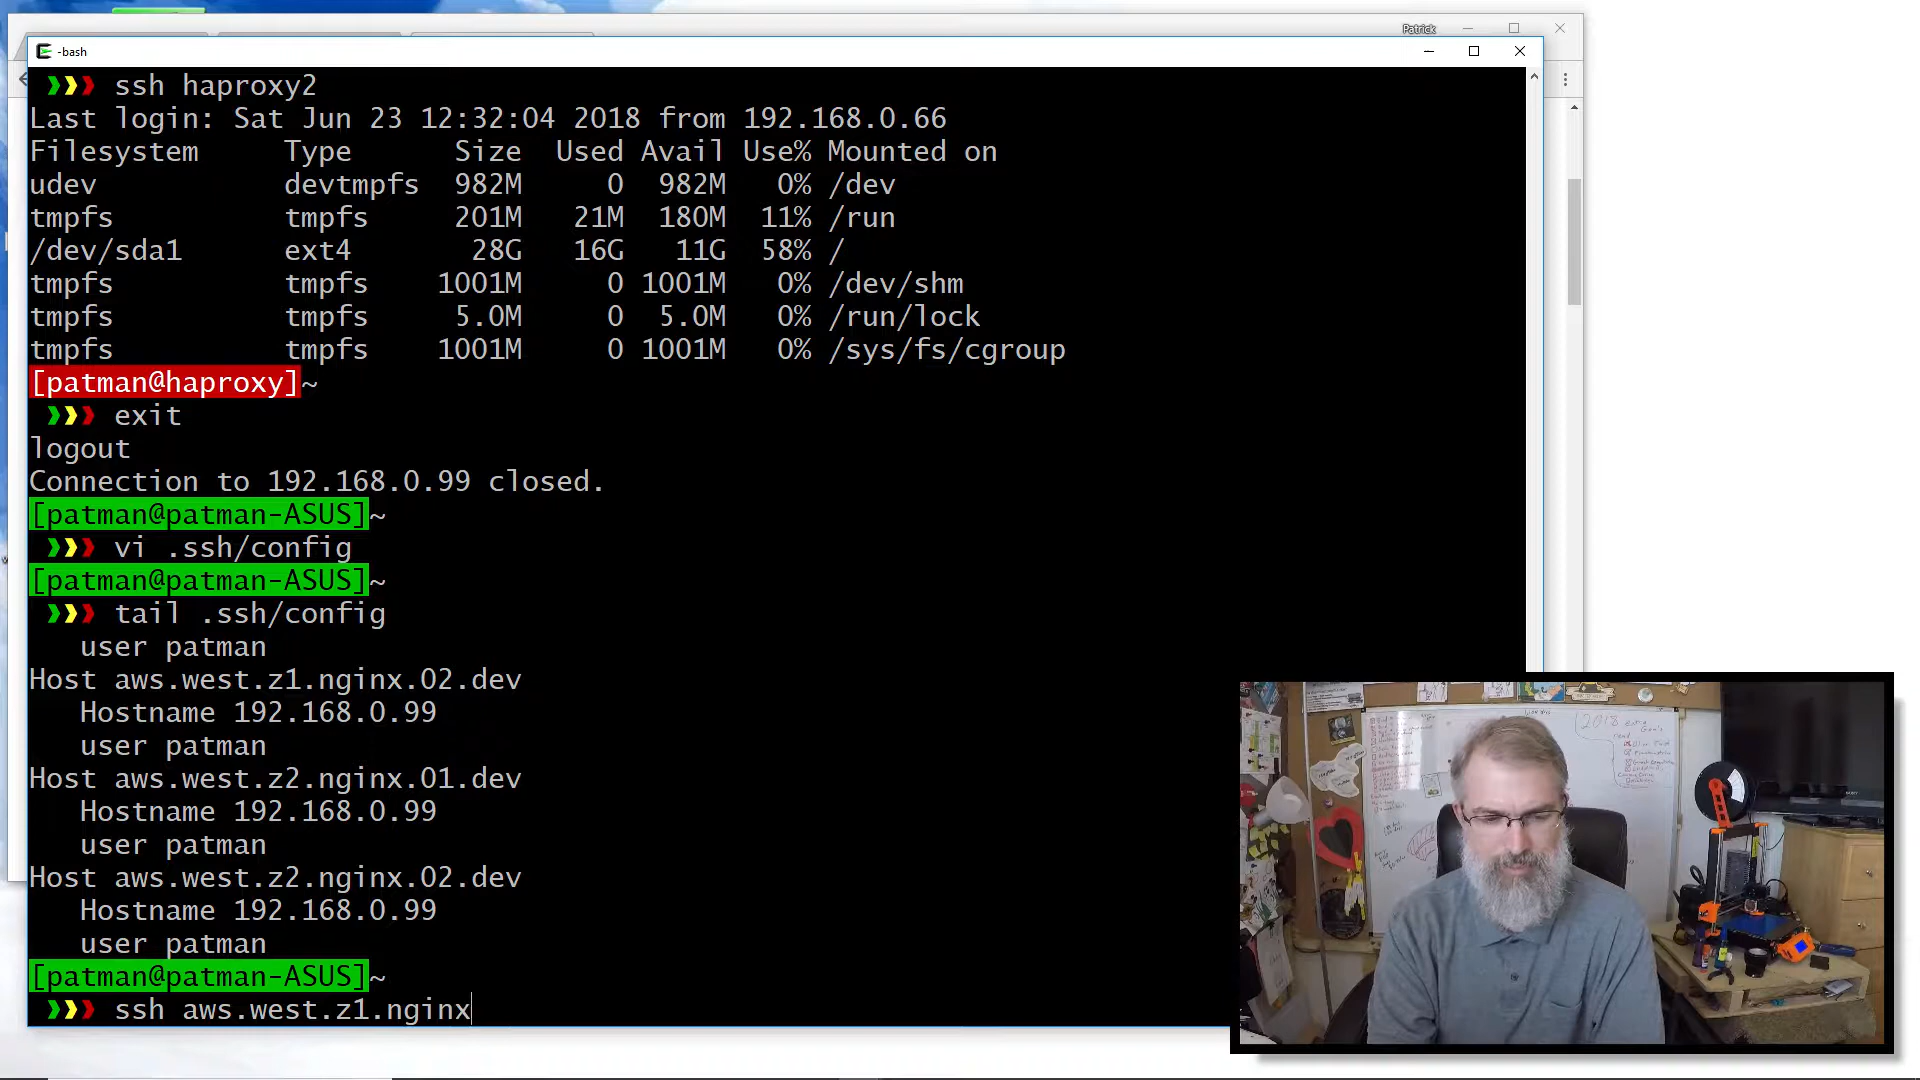 Patrick
-bash
ssh haproxy2
Last login: Sat Jun 23 12:32:04 2018 from 192.168.0.66
Filesystem Type Size Used Avail Use% Mounted on
udev devtmpfs 982M 0 982M 0% /dev
tmpfs tmpfs 201M 21M 180M 11% /run
/dev/sda1 ext4 28G 16G 11G 58% /
tmpfs tmpfs 1001M 0 1001M 0% /dev/shm
tmpfs tmpfs 5.0M 0 5.0M 0% /run/lock
tmpfs tmpfs 1001M 0 1001M 0% /sys/fs/cgroup
[patman@haproxy]~
exit
logout
Connection to 192.168.0.99 closed.
[patman@patman-ASUS]~
vi .ssh/config
[patman@patman-ASUS]~
tail .ssh/config
user patman
Host aws.west.z1.nginx.02.dev
Hostname 192.168.0.99
user patman
Host aws.west.z2.nginx.01.dev
Hostname 192.168.0.99
user patman
Host aws.west.z2.nginx.02.dev
Hostname 192.168.0.99
user patman
[patman@patman-ASUS]~
ssh aws.west.z1.nginx
2018